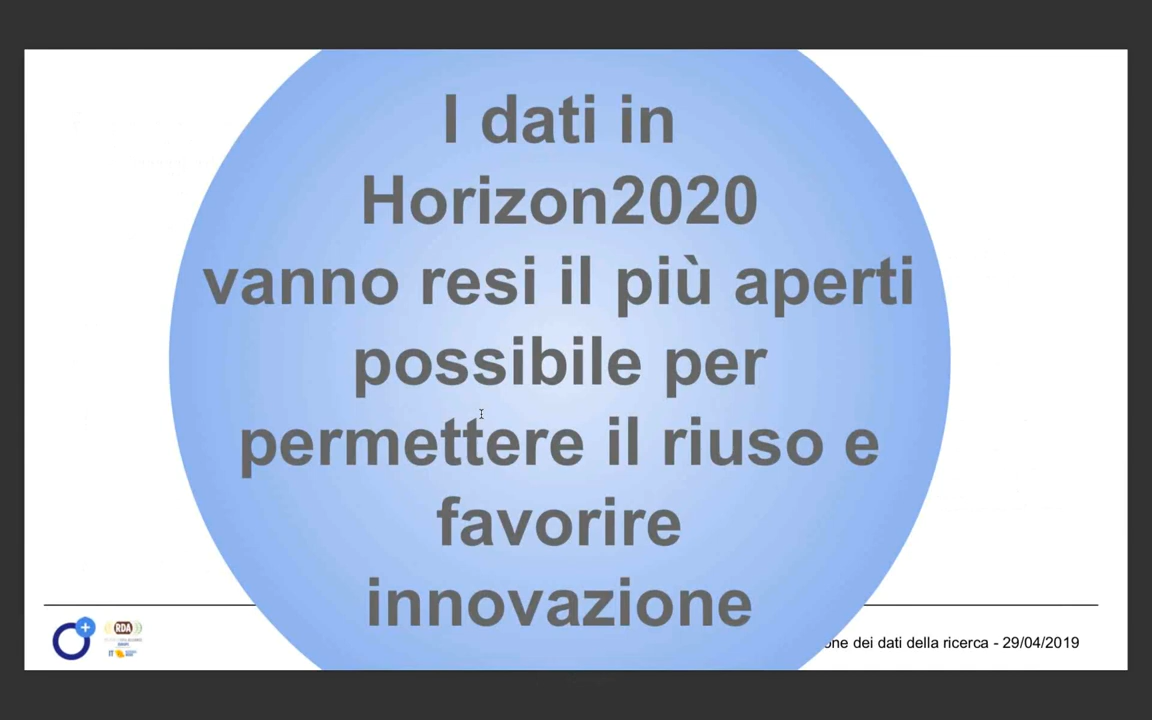 I dati in
Horizon2020
vanno resi il più aperti
possibile per
permettere il riuso e
favorire
innovazione
RDA
dei dati della ricerca - 29/04/2019